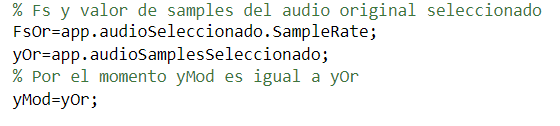 % Fs y valor de samples del audio original seleccionado
FsOr=app.audioSeleccionado.SampleRate;
yOr=app.audioSamplesSeleccionado;
% Por el momento yMod es igual a yOr
yMod=yOr;